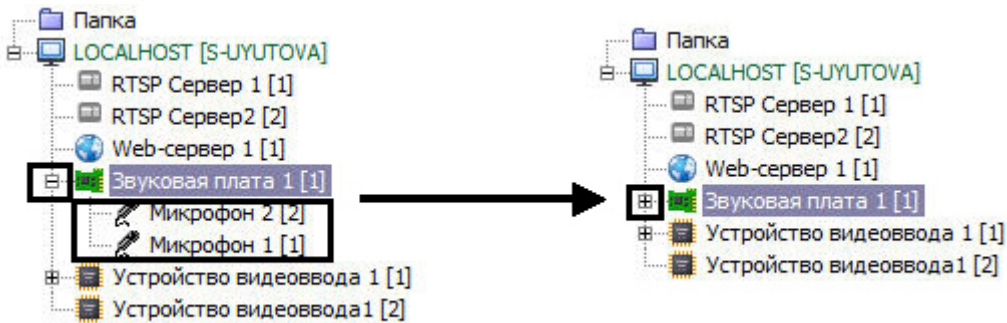 Папка
LOCALHOST [S-UYUTOVA]
RTSP Сервер 1 [1]
RTSP Сервер2 [2]
Web-сервер 1 [1]
Звуковая плата 1 [1]
Микрофон 2 [2]
Микрофон 1 [1]
Устройство видеоввода 1 [1]
Устройство видеоввода1 [2]
Папка
LOCALHOST [S-UYUTOVA]
RTSP Сервер 1 [1]
RTSP Сервер2 [2]
Web-сервер 1 [1]
Звуковая плата 1 [1]
Устройство видеоввода 1 [1]
Устройство видеоввода1 [2]